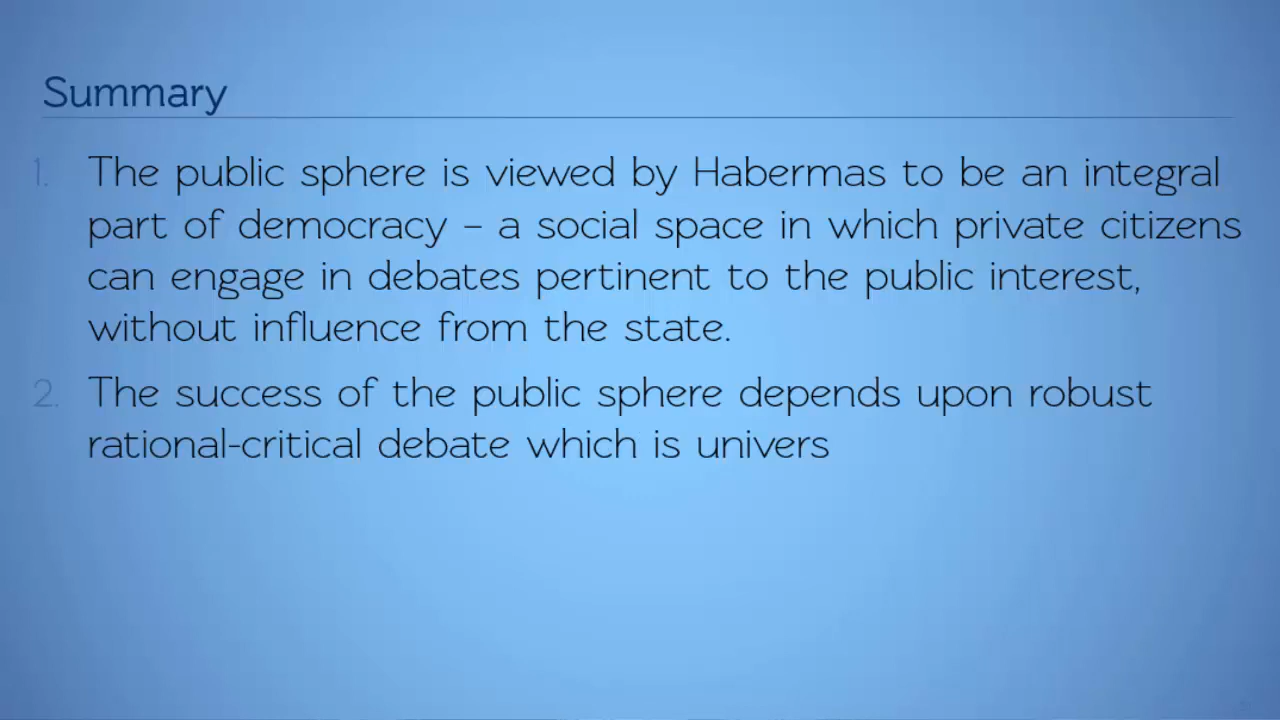 Summary
1. The public sphere is viewed by Habermas to be an integral
part of democracy – a social space in which private citizens
can engage in debates pertinent to the public interest,
without influence from the state.
2. The success of the public sphere depends upon robust
rational-critical debate which is univers